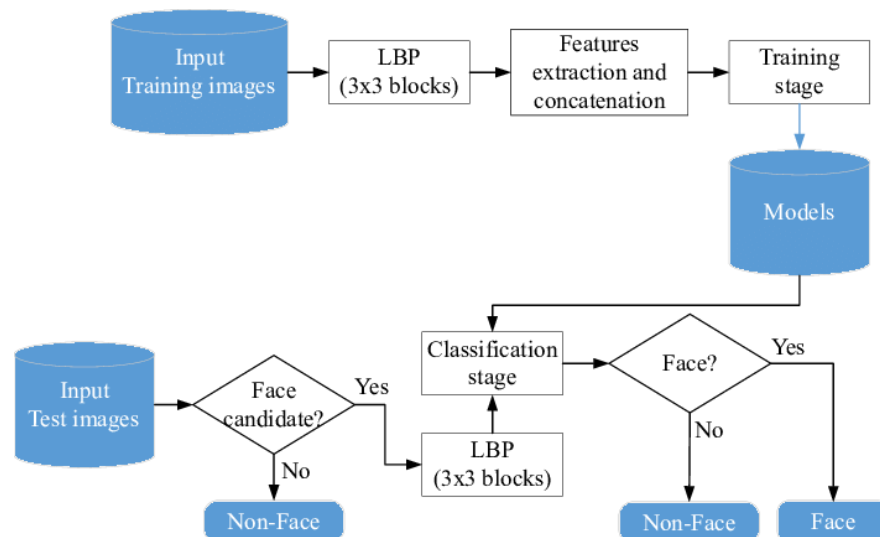 Input
Training images
LBP
(3x3 blocks)
Features
extraction and
concatenation
Training
stage
Models
Input
Test images
Face
candidate?
Yes
No
Non-Face
LBP
(3x3 blocks)
Classification
stage
Face?
Yes
No
Non-Face
Face